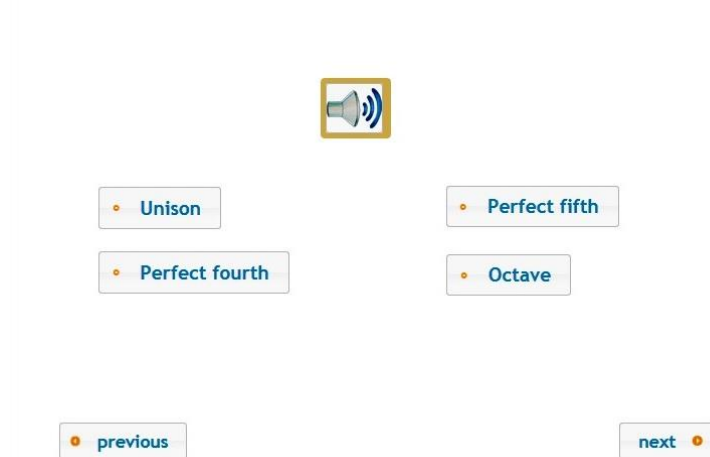 Unison
Perfect fifth
Perfect fourth
Octave
previous
next